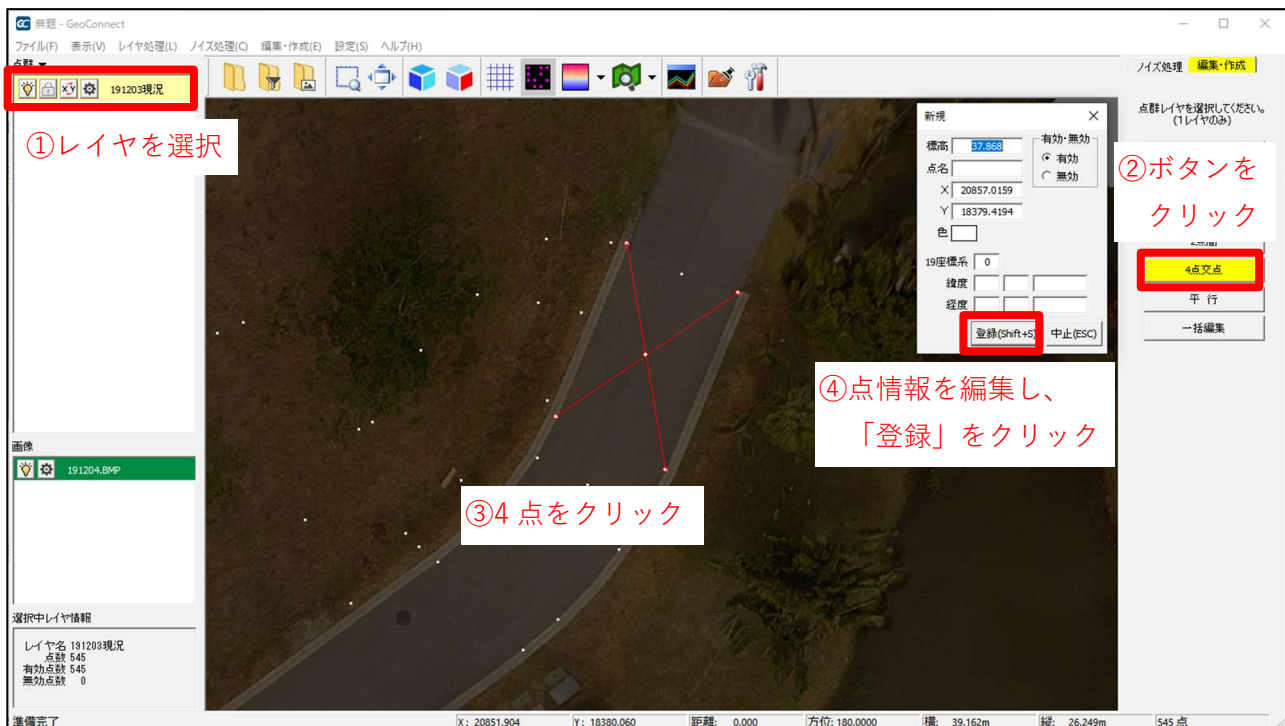 無題 - GeoConnect
ファイル(F) 表示(V) レイヤ処理(L) ノイズ処理(C) 編集・作成(E) 設定(S) ヘルプ(H)
点群
191203現況
①レイヤを選択
ノイズ処理 編集・作成
点群レイヤを選択してください。
(1レイヤのみ)
②ボタンを
クリック
2点間
4点交点
平 行
一括編集
新規
標高 37.868
有効・無効
有効
無効
点名
X 20857.0159
Y 18379.4194
色
19座標系 0
緯度
経度
登録(Shift+S) 中止(ESC)
④点情報を編集し、
「登録」をクリック
③4 点をクリック
画像
191204.BMP
選択中レイヤ情報
レイヤ名 191203現況
点数 545
有効点数 545
無効点数 0
準備完了
X: 20851.904 Y: 18380.060 距離: 0.000 方位: 180.0000 横: 39.162m 縦: 26.249m 545 点